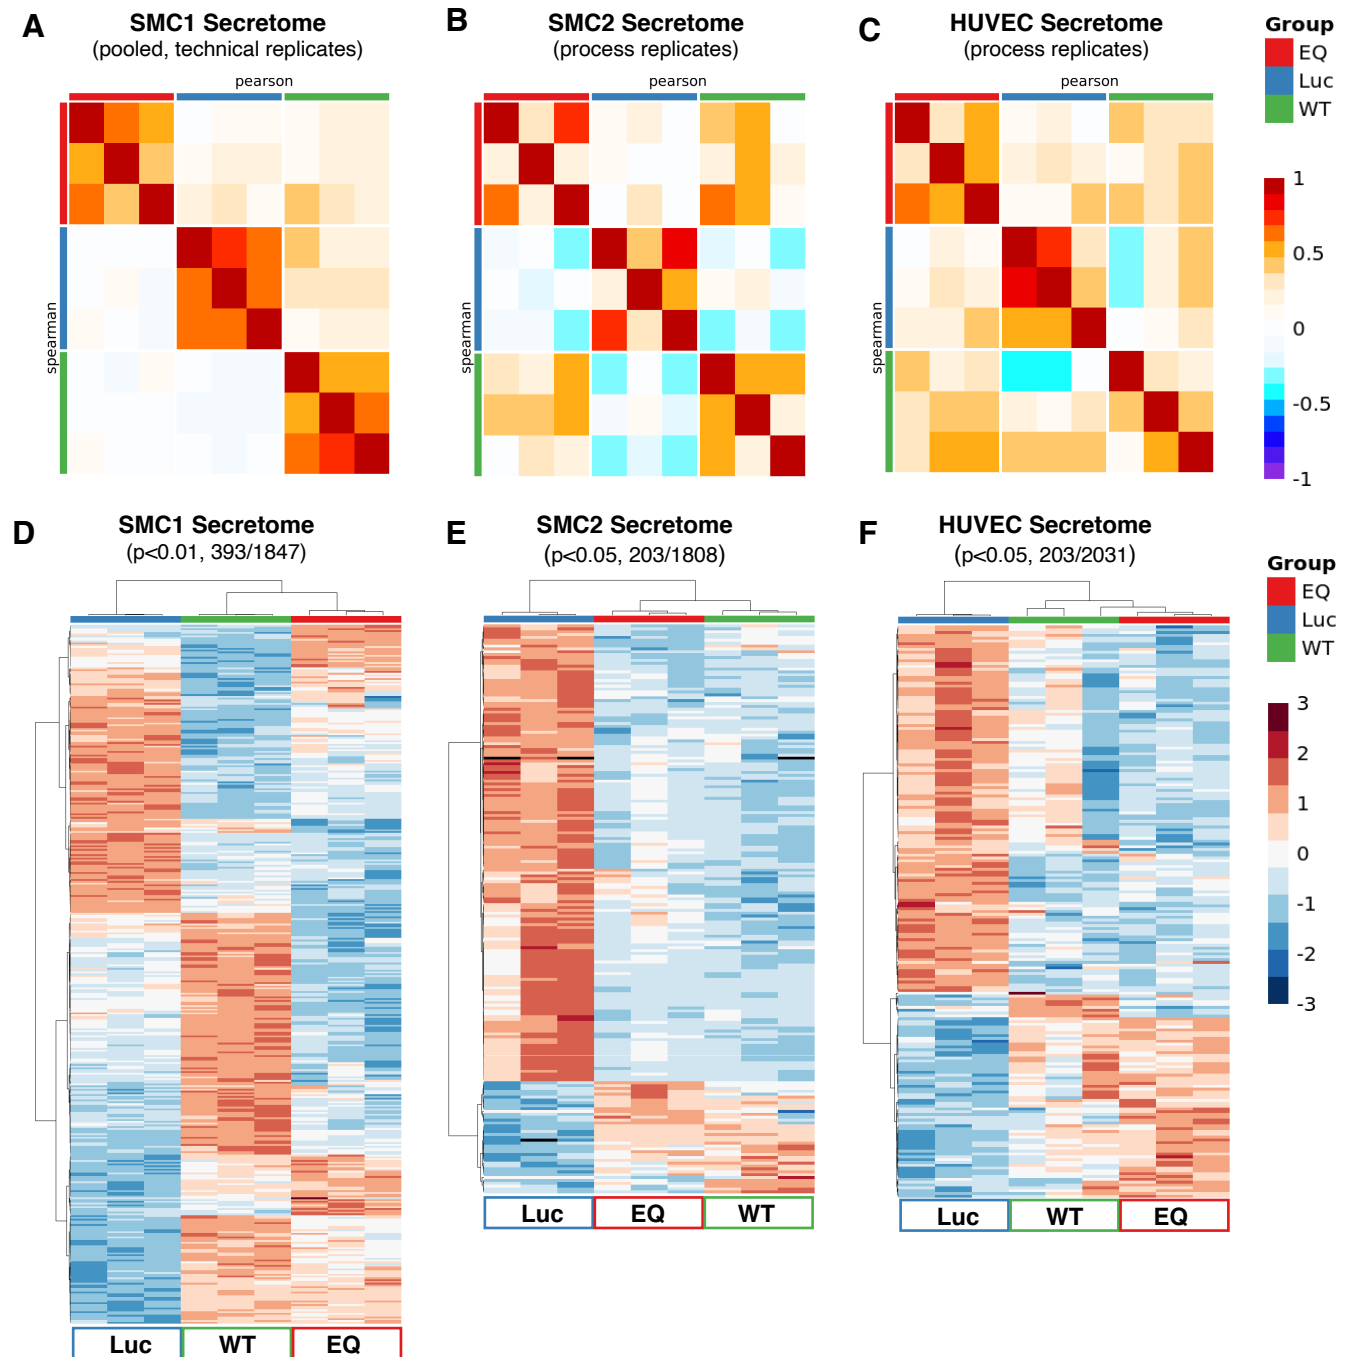 A
SMC1 Secretome
(pooled, technical replicates)
pearson
spearman
B
SMC2 Secretome
(process replicates)
pearson
spearman
C
HUVEC Secretome
(process replicates)
pearson
spearman
Group
EQ
Luc
WT
1
0.5
0
-0.5
-1
D
SMC1 Secretome
(p<0.01, 393/1847)
Luc
WT
EQ
E
SMC2 Secretome
(p<0.05, 203/1808)
Luc
EQ
WT
F
HUVEC Secretome
(p<0.05, 203/2031)
Luc
WT
EQ
Group
EQ
Luc
WT
3
2
1
0
-1
-2
-3